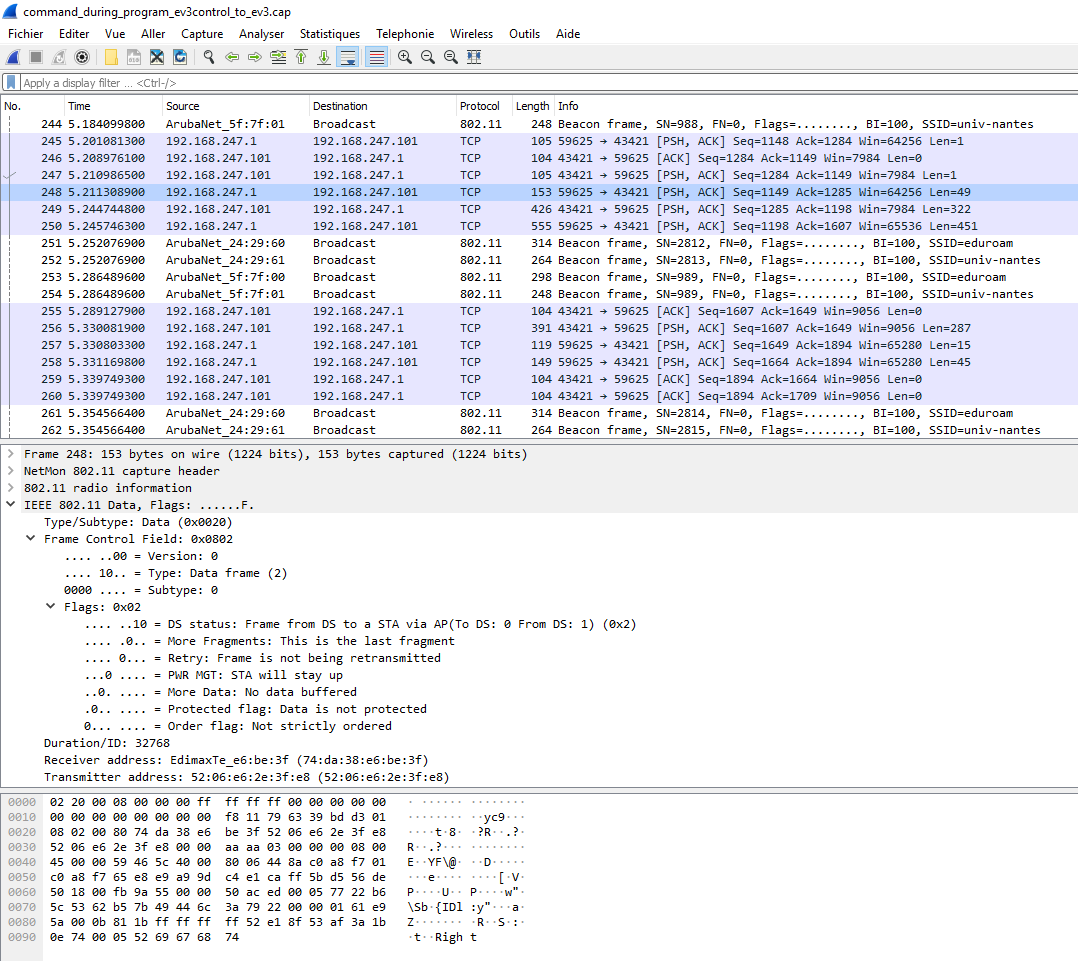 command_during_program_ev3control_to_ev3.cap
Fichier Editer Vue Aller Capture Analyser Statistiques Telephonie Wireless Outils Aide
Apply a display filter ... <Ctrl-/>
No. Time Source Destination Protocol Length Info
244 5.184099800 ArubaNet_5f:7f:01 Broadcast 802.11 248 Beacon frame, SN=988, FN=0, Flags=........, BI=100, SSID=univ-nantes
245 5.201081300 192.168.247.1 192.168.247.101 TCP 105 59625 → 43421 [PSH, ACK] Seq=1148 Ack=1284 Win=64256 Len=1
246 5.208976100 192.168.247.101 192.168.247.1 TCP 104 43421 → 59625 [ACK] Seq=1284 Ack=1149 Win=7984 Len=0
247 5.210986500 192.168.247.101 192.168.247.1 TCP 105 43421 → 59625 [PSH, ACK] Seq=1284 Ack=1149 Win=7984 Len=1
248 5.211308900 192.168.247.1 192.168.247.101 TCP 153 59625 → 43421 [PSH, ACK] Seq=1149 Ack=1285 Win=64256 Len=49
249 5.244744800 192.168.247.101 192.168.247.1 TCP 426 43421 → 59625 [PSH, ACK] Seq=1285 Ack=1198 Win=7984 Len=322
250 5.245746300 192.168.247.1 192.168.247.101 TCP 555 59625 → 43421 [PSH, ACK] Seq=1198 Ack=1607 Win=65536 Len=451
251 5.252076900 ArubaNet_24:29:60 Broadcast 802.11 314 Beacon frame, SN=2812, FN=0, Flags=........, BI=100, SSID=eduroam
252 5.252076900 ArubaNet_24:29:61 Broadcast 802.11 264 Beacon frame, SN=2813, FN=0, Flags=........, BI=100, SSID=univ-nantes
253 5.286489600 ArubaNet_5f:7f:00 Broadcast 802.11 298 Beacon frame, SN=989, FN=0, Flags=........, BI=100, SSID=eduroam
254 5.286489600 ArubaNet_5f:7f:01 Broadcast 802.11 248 Beacon frame, SN=989, FN=0, Flags=........, BI=100, SSID=univ-nantes
255 5.289127900 192.168.247.101 192.168.247.1 TCP 104 43421 → 59625 [ACK] Seq=1607 Ack=1649 Win=9056 Len=0
256 5.330081900 192.168.247.101 192.168.247.1 TCP 391 43421 → 59625 [PSH, ACK] Seq=1607 Ack=1649 Win=9056 Len=287
257 5.330803300 192.168.247.1 192.168.247.101 TCP 119 59625 → 43421 [PSH, ACK] Seq=1649 Ack=1894 Win=65280 Len=15
258 5.331169800 192.168.247.1 192.168.247.101 TCP 149 59625 → 43421 [PSH, ACK] Seq=1664 Ack=1894 Win=65280 Len=45
259 5.339749300 192.168.247.101 192.168.247.1 TCP 104 43421 → 59625 [ACK] Seq=1894 Ack=1664 Win=9056 Len=0
260 5.339749300 192.168.247.101 192.168.247.1 TCP 104 43421 → 59625 [ACK] Seq=1894 Ack=1709 Win=9056 Len=0
261 5.354566400 ArubaNet_24:29:60 Broadcast 802.11 314 Beacon frame, SN=2814, FN=0, Flags=........, BI=100, SSID=eduroam
262 5.354566400 ArubaNet_24:29:61 Broadcast 802.11 264 Beacon frame, SN=2815, FN=0, Flags=........, BI=100, SSID=univ-nantes
Frame 248: 153 bytes on wire (1224 bits), 153 bytes captured (1224 bits)
NetMon 802.11 capture header
802.11 radio information
IEEE 802.11 Data, Flags: ......F.
Type/Subtype: Data (0x0020)
Frame Control Field: 0x0802
.... ..00 = Version: 0
.... 10.. = Type: Data frame (2)
0000 .... = Subtype: 0
Flags: 0x02
.... ..10 = DS status: Frame from DS to a STA via AP(To DS: 0 From DS: 1) (0x2)
.... .0.. = More Fragments: This is the last fragment
.... 0... = Retry: Frame is not being retransmitted
...0 .... = PWR MGT: STA will stay up
..0. .... = More Data: No data buffered
.0.. .... = Protected flag: Data is not protected
0... .... = Order flag: Not strictly ordered
Duration/ID: 32768
Receiver address: EdimaxTe_e6:be:3f (74:da:38:e6:be:3f)
Transmitter address: 52:06:e6:2e:3f:e8 (52:06:e6:2e:3f:e8)
0000 02 20 00 08 00 00 00 ff ff ff ff 00 00 00 00 00 · ······ ········
0010 00 00 00 00 00 00 00 00 f8 11 79 63 39 bd d3 01 ········ ··yc9···
0020 08 02 00 80 74 da 38 e6 be 3f 52 06 e6 2e 3f e8 ····t·8· ·?R··.?·
0030 52 06 e6 2e 3f e8 00 00 aa aa 03 00 00 00 08 00 R··.?··· ········
0040 45 00 00 59 46 5c 40 00 80 06 44 8a c0 a8 f7 01 E··YF\@· ··D·····
0050 c0 a8 f7 65 e8 e9 a9 9d c4 e1 ca ff 5b d5 56 de ···e···· ····[·V·
0060 50 18 00 fb 9a 55 00 00 50 ac ed 00 05 77 22 b6 P····U·· P····w"·
0070 5c 53 62 b5 7b 49 44 6c 3a 79 22 00 00 01 61 e9 \Sb·{IDl :y"···a·
0080 5a 00 0b 81 1b ff ff ff ff 52 e1 8f 53 af 3a 1b Z······· ·R··S·:·
0090 0e 74 00 05 52 69 67 68 74 ·t··Righ t